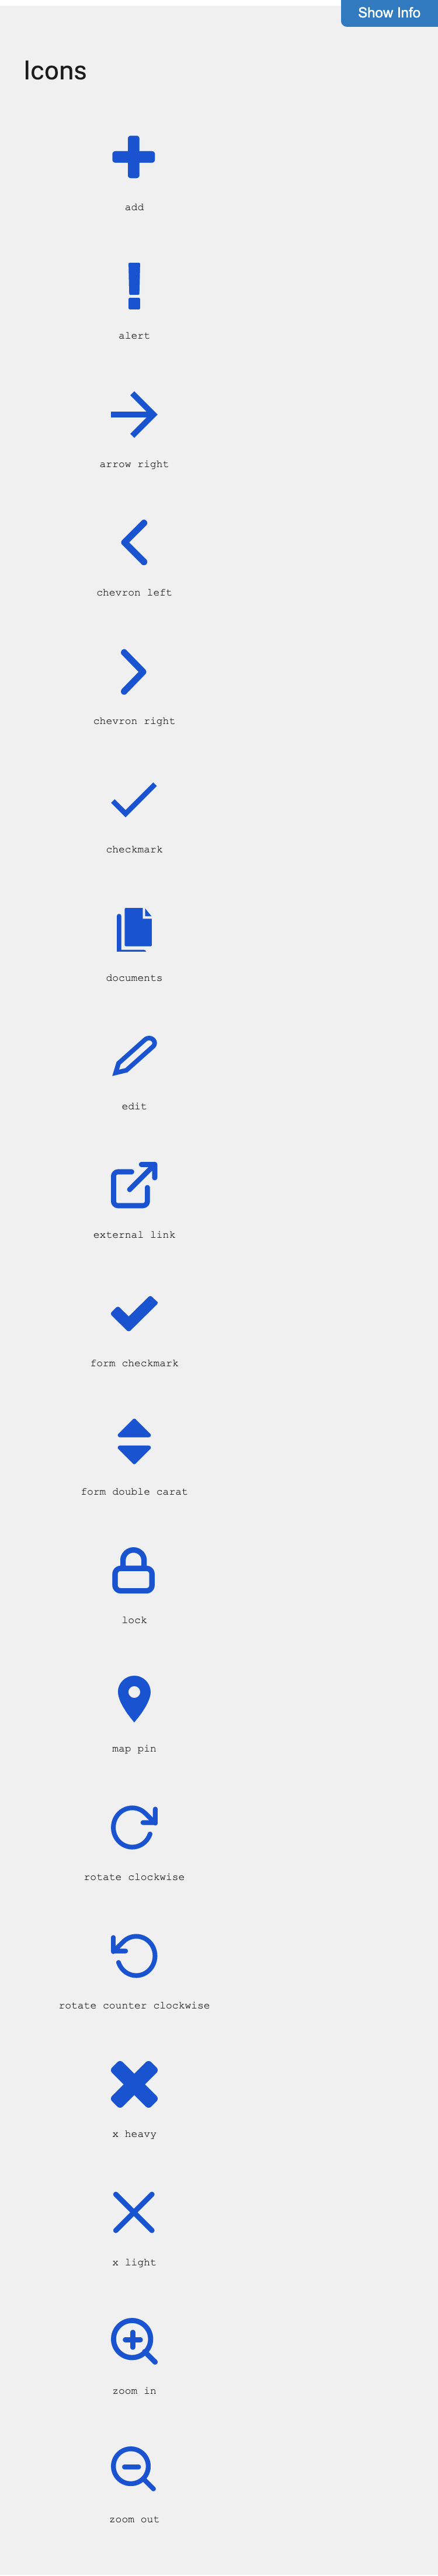 Show Info
Icons
add
alert
arrow right
chevron left
chevron right
checkmark
documents
edit
external link
form checkmark
form double carat
lock
map pin
rotate clockwise
rotate counter clockwise
x heavy
x light
zoom in
zoom out